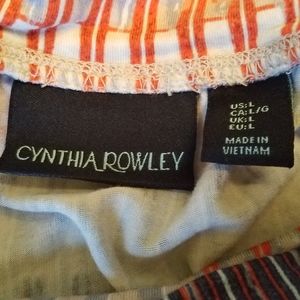 CYNTHIA ROWLEY
US:L
CA:L/G
UK:L
EU:L
MADE IN
VIETNAM